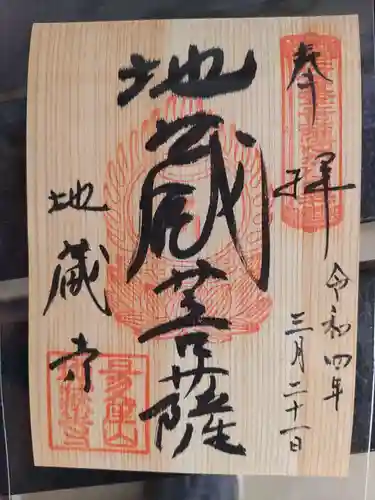 奉拝
令和四年
三月二十一日
地蔵菩薩
地蔵寺